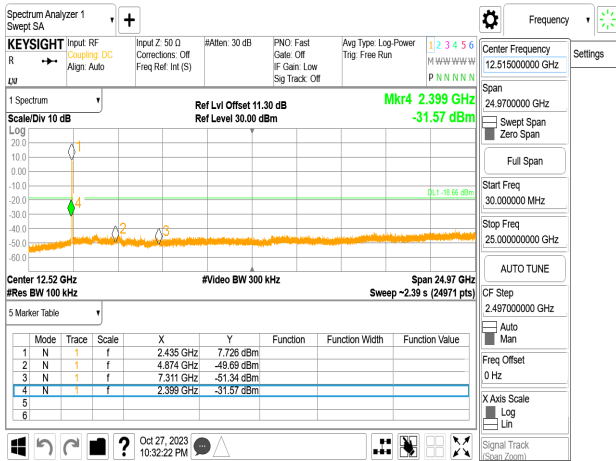 Spectrum Analyzer 1
Swept SA
Frequency
KEYSIGHT
R
Input: RF
Coupling: DC
Align: Auto
Input Z: 50 Ω
Corrections: Off
Freq Ref: Int (S)
#Atten: 30 dB
PNO: Fast
Gate: Off
IF Gain: Low
Sig Track: Off
Avg Type: Log-Power
Trig: Free Run
1 2 3 4 5 6
M W W W W W
P N N N N N
LXI
1 Spectrum
Scale/Div 10 dB
Ref Lvl Offset 11.30 dB
Ref Level 30.00 dBm
Mkr4 2.399 GHz
-31.57 dBm
Log
20.0
10.0
0.00
-10.0
-20.0
-30.0
-40.0
-50.0
-60.0
1
4
2
3
DL1 -18.66 dBm
Center 12.52 GHz
#Video BW 300 kHz
Span 24.97 GHz
#Res BW 100 kHz
Sweep ~2.39 s (24971 pts)
5 Marker Table
Mode Trace Scale X Y Function Function Width Function Value
1 N 1 f 2.435 GHz 7.726 dBm
2 N 1 f 4.874 GHz -49.69 dBm
3 N 1 f 7.311 GHz -51.34 dBm
4 N 1 f 2.399 GHz -31.57 dBm
5
6
Oct 27, 2023
10:32:22 PM
?
Center Frequency
12.515000000 GHz
Settings
Span
24.9700000 GHz
Swept Span
Zero Span
Full Span
Start Freq
30.000000 MHz
Stop Freq
25.000000000 GHz
AUTO TUNE
CF Step
2.497000000 GHz
Auto
Man
Freq Offset
0 Hz
X Axis Scale
Log
Lin
Signal Track
(Span Zoom)